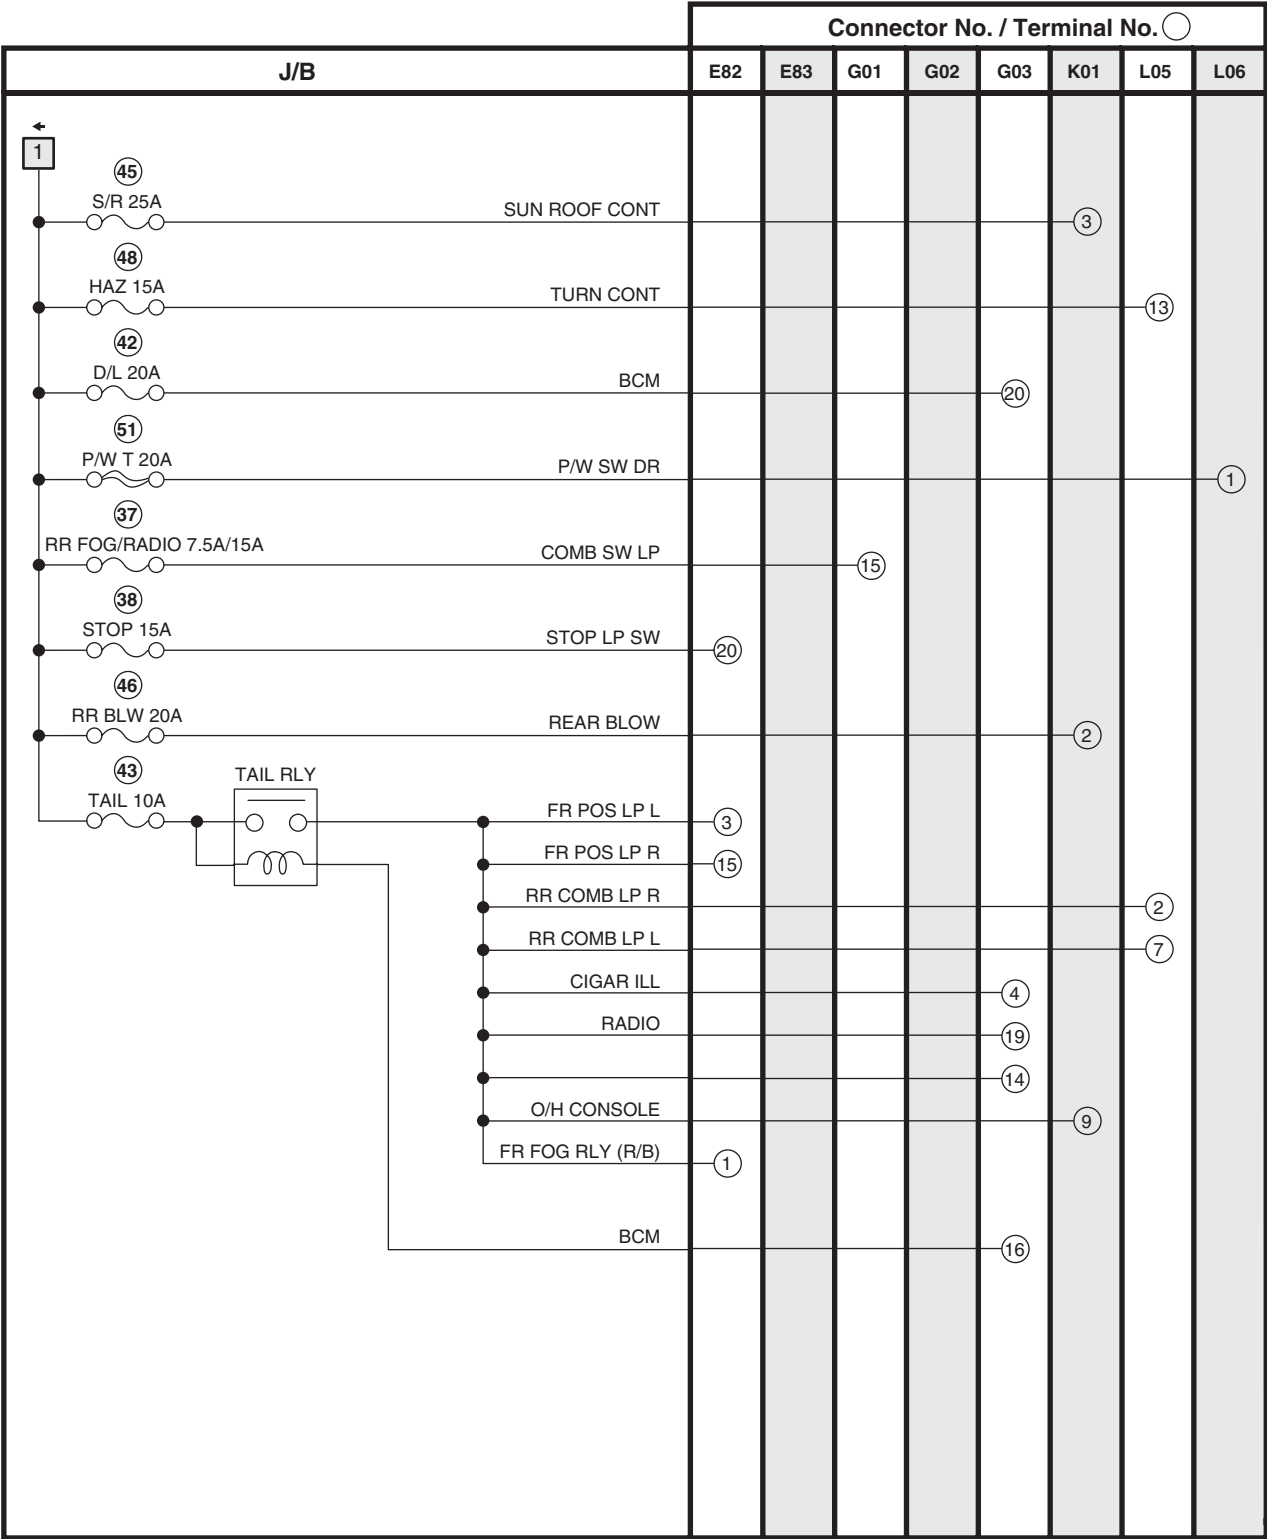 Connector No. / Terminal No.
J/B
E82 E83 G01 G02 G03 K01 L05 L06
1
45
S/R 25A
SUN ROOF CONT
3
48
HAZ 15A
TURN CONT
13
42
D/L 20A
BCM
20
51
P/W T 20A
P/W SW DR
1
37
RR FOG/RADIO 7.5A/15A
COMB SW LP
15
38
STOP 15A
STOP LP SW
20
46
RR BLW 20A
REAR BLOW
2
43
TAIL 10A
TAIL RLY
FR POS LP L
3
FR POS LP R
15
RR COMB LP R
2
RR COMB LP L
7
CIGAR ILL
4
RADIO
19
14
O/H CONSOLE
9
FR FOG RLY (R/B)
1
BCM
16